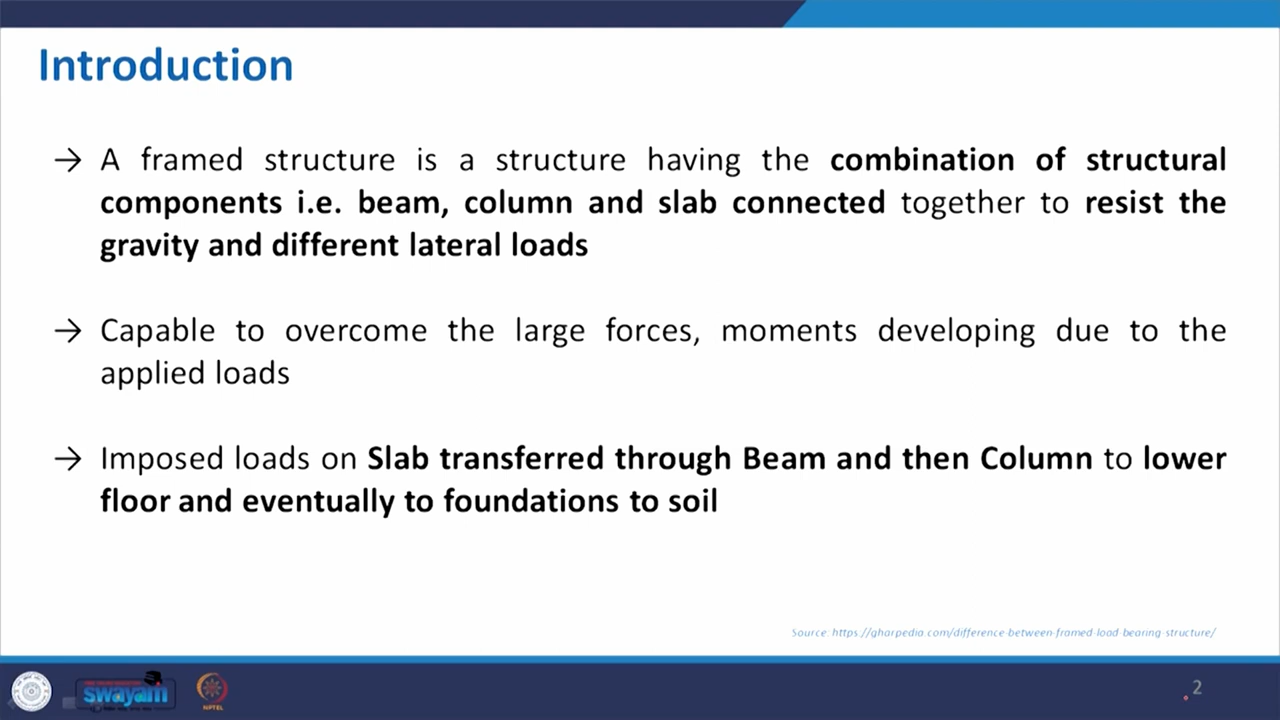 Introduction
→ A framed structure is a structure having the combination of structural
components i.e. beam, column and slab connected together to resist the
gravity and different lateral loads
→ Capable to overcome the large forces, moments developing due to the
applied loads
→ Imposed loads on Slab transferred through Beam and then Column to lower
floor and eventually to foundations to soil
Source: https://gharpedia.com/difference-between-framed-load-bearing-structure/
swayam
NPTEL
2